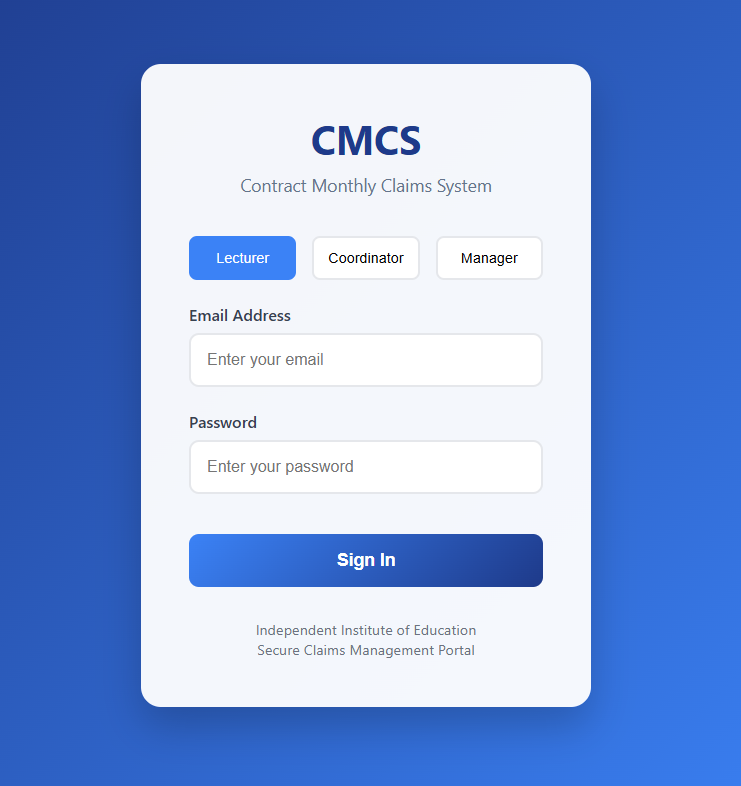 CMCS
Contract Monthly Claims System
Lecturer Coordinator Manager
Email Address
Enter your email
Password
Enter your password
Sign In
Independent Institute of Education
Secure Claims Management Portal